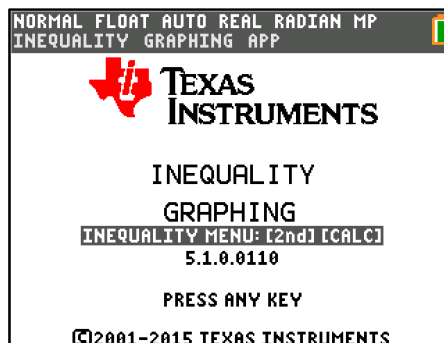 NORMAL FLOAT AUTO REAL RADIAN MP
INEQUALITY GRAPHING APP
TEXAS
INSTRUMENTS
INEQUALITY
GRAPHING
INEQUALITY MENU: [2nd] [CALC]
5.1.0.0110
PRESS ANY KEY
©2001-2015 TEXAS INSTRUMENTS